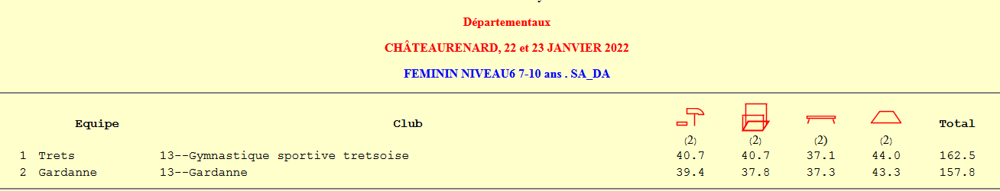 Départementaux
CHÂTEAURENARD, 22 et 23 JANVIER 2022
FEMININ NIVEAU6 7-10 ans . SA_DA
Equipe Club Total
(2) (2) (2) (2)
1 Trets 13--Gymnastique sportive tretsoise 40.7 40.7 37.1 44.0 162.5
2 Gardanne 13--Gardanne 39.4 37.8 37.3 43.3 157.8